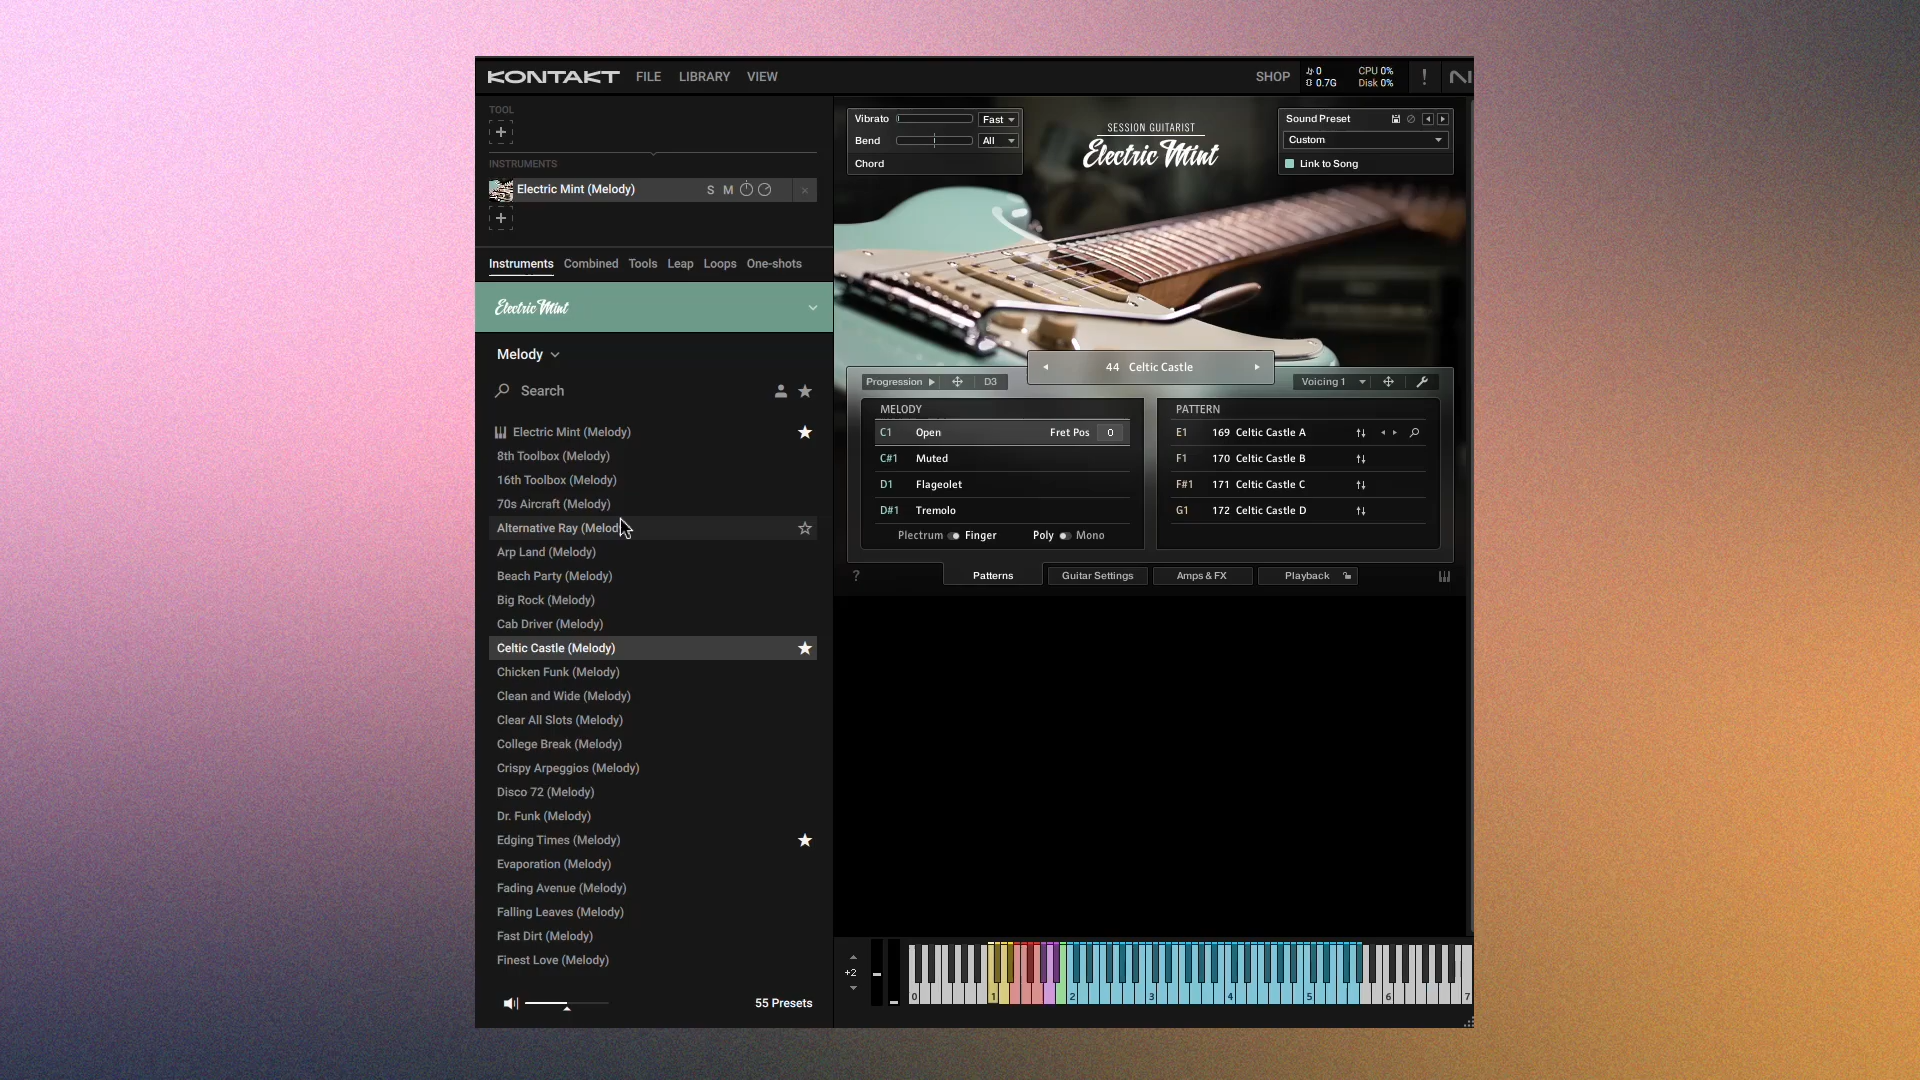 KONTAKT FILE LIBRARY VIEW
SHOP 0 0.7G CPU 0% Disk 0% !
TOOL
+
INSTRUMENTS
Electric Mint (Melody) S M ×
+
Instruments Combined Tools Leap Loops One-shots
Electric Mint
Melody
Search
Electric Mint (Melody)
8th Toolbox (Melody)
16th Toolbox (Melody)
70s Aircraft (Melody)
Alternative Ray (Melod
Arp Land (Melody)
Beach Party (Melody)
Big Rock (Melody)
Cab Driver (Melody)
Celtic Castle (Melody)
Chicken Funk (Melody)
Clean and Wide (Melody)
Clear All Slots (Melody)
College Break (Melody)
Crispy Arpeggios (Melody)
Disco 72 (Melody)
Dr. Funk (Melody)
Edging Times (Melody)
Evaporation (Melody)
Fading Avenue (Melody)
Falling Leaves (Melody)
Fast Dirt (Melody)
Finest Love (Melody)
55 Presets
Vibrato Fast
Bend All
Chord
SESSION GUITARIST
Electric Mint
Sound Preset
Custom
Link to Song
44 Celtic Castle
Progression D3
Voicing 1
MELODY
C1 Open Fret Pos 0
C#1 Muted
D1 Flageolet
D#1 Tremolo
Plectrum Finger Poly Mono
PATTERN
E1 169 Celtic Castle A
F1 170 Celtic Castle B
F#1 171 Celtic Castle C
G1 172 Celtic Castle D
? Patterns Guitar Settings Amps & FX Playback
+2
0 1 2 3 4 5 6 7